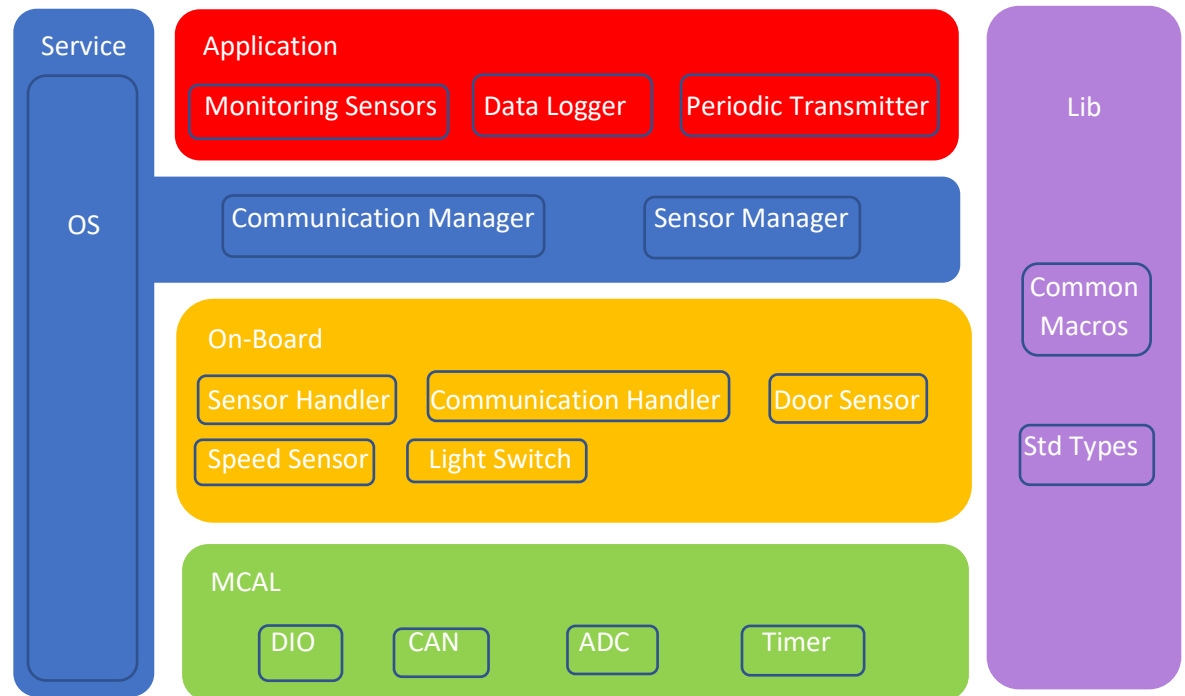 Service
OS
Application
Monitoring Sensors
Data Logger
Periodic Transmitter
Communication Manager
Sensor Manager
On-Board
Sensor Handler
Communication Handler
Door Sensor
Speed Sensor
Light Switch
MCAL
DIO
CAN
ADC
Timer
Lib
Common
Macros
Std Types